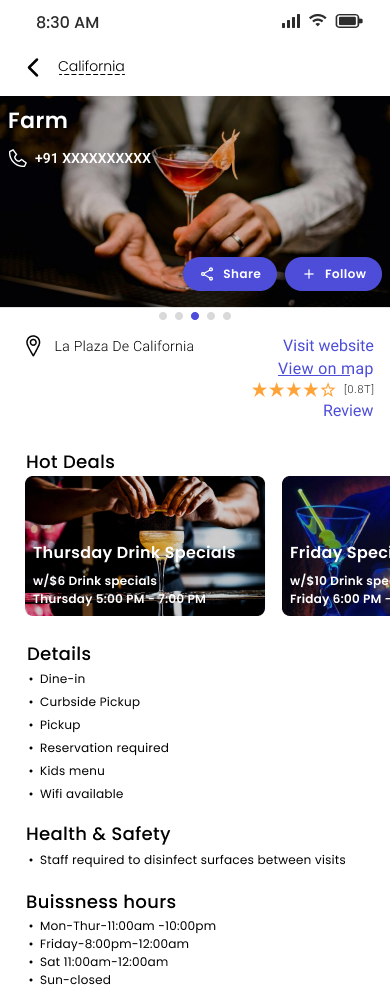 8:30 AM
California
Farm
+91 XXXXXXXXXX
Share
Follow
La Plaza De California
Visit website
View on map
[0.8T]
Review
Hot Deals
Thursday Drink Specials
w/$6 Drink specials
Thursday 5:00 PM - 7:00 PM
Friday Speci
w/$10 Drink spe
Friday 6:00 PM -
Details
• Dine-in
• Curbside Pickup
• Pickup
• Reservation required
• Kids menu
• Wifi available
Health & Safety
• Staff required to disinfect surfaces between visits
Buissness hours
• Mon-Thur-11:00am -10:00pm
• Friday-8:00pm-12:00am
• Sat 11:00am-12:00am
• Sun-closed